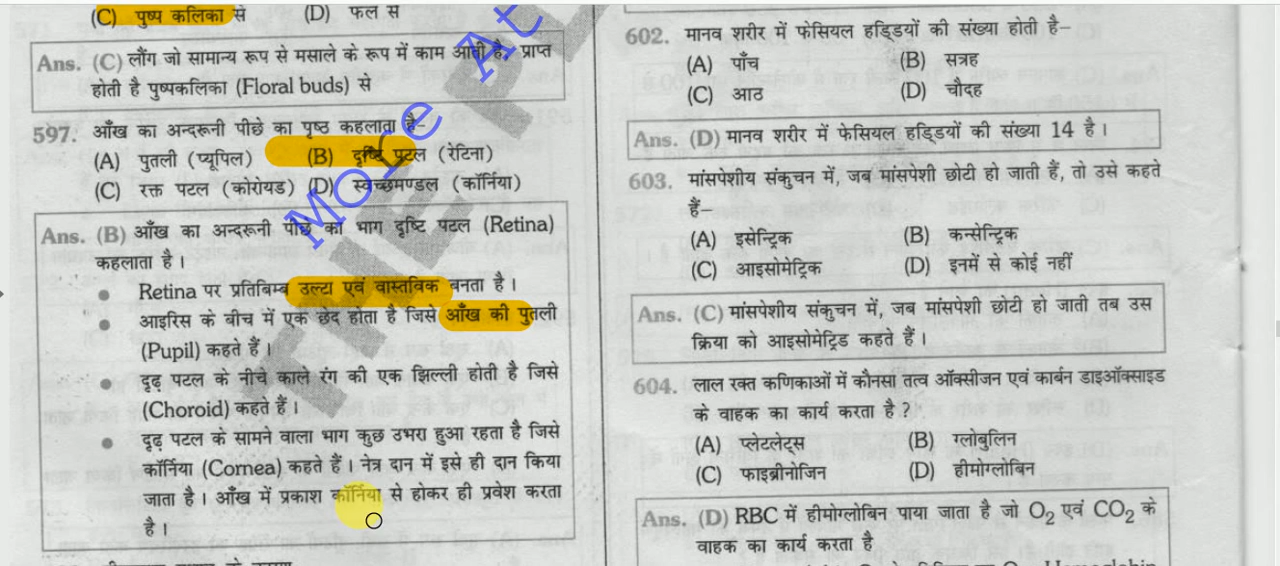 (C) पुष्प कलिका से (D) फल स
Ans. (C) लौंग जो सामान्य रूप से मसाले के रूप में काम आती है, प्राप्त
होती है पुष्पकलिका (Floral buds) से
597. आँख का अन्दरूनी पीछे का पृष्ठ कहलाता है–
(A) पुतली (प्यूपिल) (B) दृष्टि पटल (रेटिना)
(C) रक्त पटल (कोरोयड) (D) स्वच्छमण्डल (कॉर्निया)
Ans. (B) आँख का अन्दरूनी पीछे का भाग दृष्टि पटल (Retina)
कहलाता है।
• Retina पर प्रतिबिम्ब उल्टा एवं वास्तविक बनता है।
• आइरिस के बीच में एक छेद होता है जिसे आँख की पुतली
(Pupil) कहते हैं।
• दृढ़ पटल के नीचे काले रंग की एक झिल्ली होती है जिसे
(Choroid) कहते हैं।
• दृढ़ पटल के सामने वाला भाग कुछ उभरा हुआ रहता है जिसे
कॉर्निया (Cornea) कहते हैं। नेत्र दान में इसे ही दान किया
जाता है। आँख में प्रकाश कॉर्निया से होकर ही प्रवेश करता
है।
More At
602. मानव शरीर में फेसियल हड्डियों की संख्या होती है–
(A) पाँच (B) सत्रह
(C) आठ (D) चौदह
Ans. (D) मानव शरीर में फेसियल हड्डियों की संख्या 14 है।
603. मांसपेशीय संकुचन में, जब मांसपेशी छोटी हो जाती हैं, तो उसे कहते
हैं–
(A) इसेन्ट्रिक (B) कन्सेन्ट्रिक
(C) आइसोमेट्रिक (D) इनमें से कोई नहीं
Ans. (C) मांसपेशीय संकुचन में, जब मांसपेशी छोटी हो जाती तब उस
क्रिया को आइसोमेट्रिड कहते हैं।
604. लाल रक्त कणिकाओं में कौनसा तत्व ऑक्सीजन एवं कार्बन डाइऑक्साइड
के वाहक का कार्य करता है?
(A) प्लेटलेट्स (B) ग्लोबुलिन
(C) फाइब्रीनोजिन (D) हीमोग्लोबिन
Ans. (D) RBC में हीमोग्लोबिन पाया जाता है जो O₂ एवं CO₂ के
वाहक का कार्य करता है